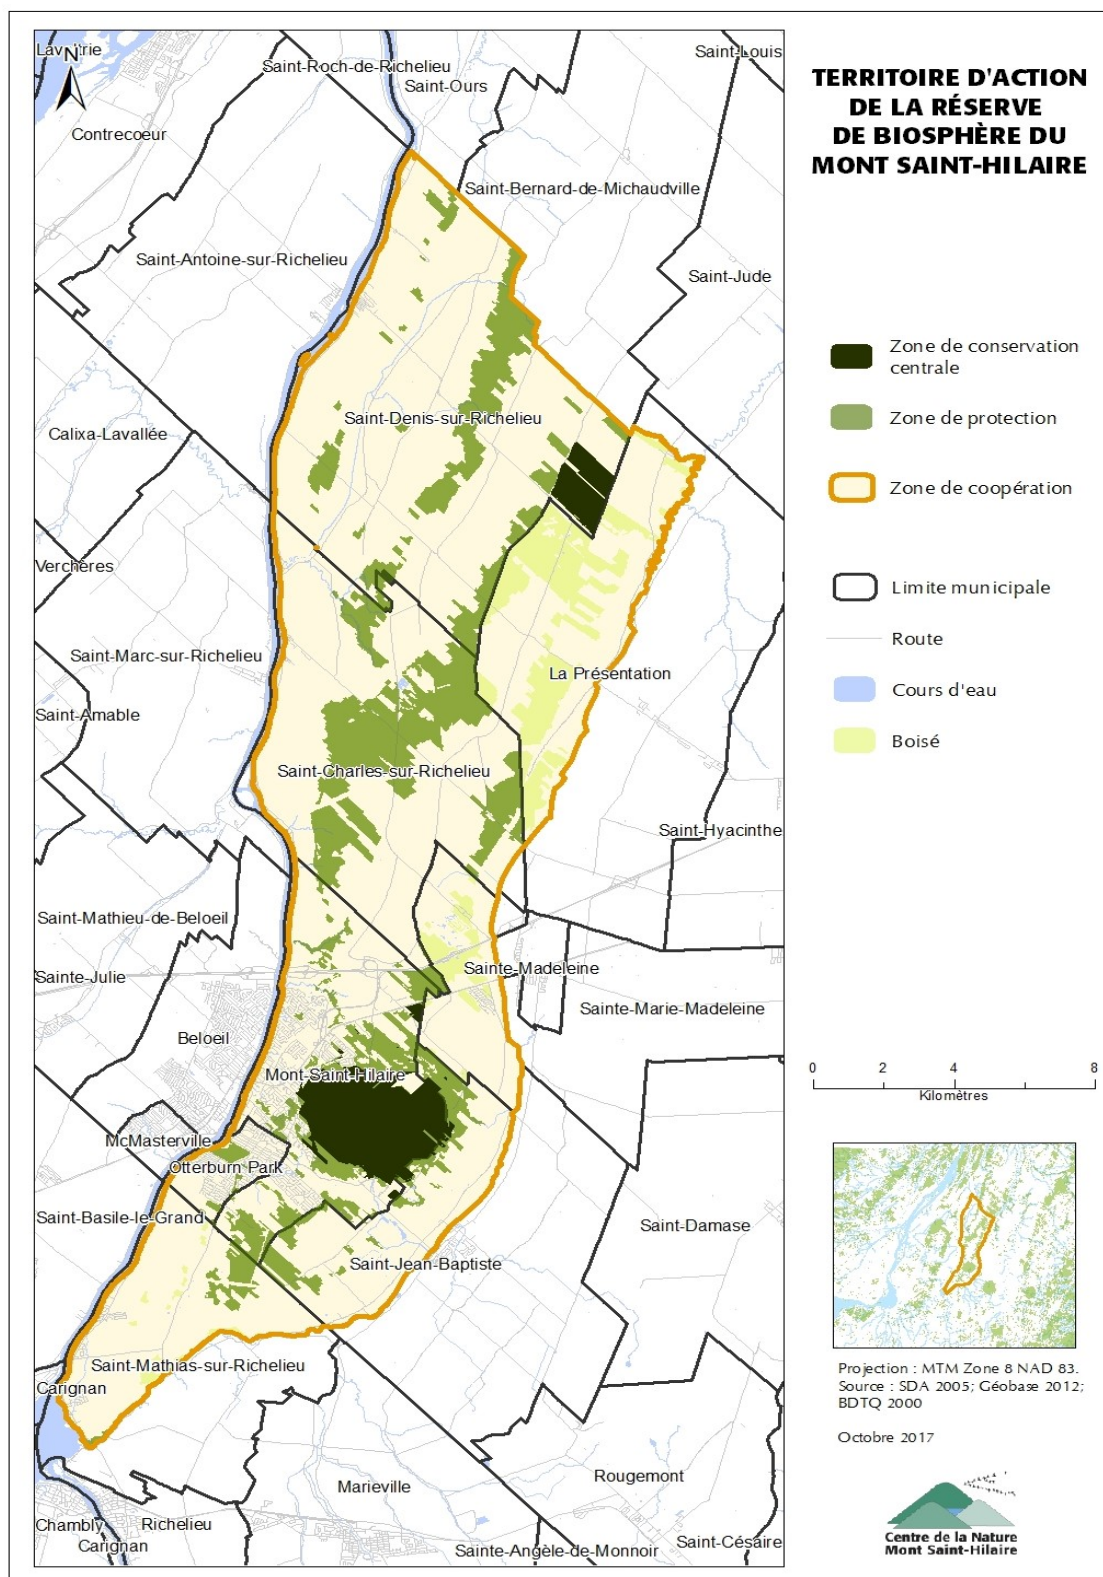 TERRITOIRE D'ACTION
DE LA RÉSERVE
DE BIOSPHÈRE DU
MONT SAINT-HILAIRE
N
Saint-Roch-de-Richelieu
Saint-Ours
Saint-Louis
Contrecoeur
Saint-Bernard-de-Michaudville
Saint-Antoine-sur-Richelieu
Saint-Jude
Saint-Denis-sur-Richelieu
Calixa-Lavallée
Verchères
Saint-Marc-sur-Richelieu
La Présentation
Saint-Amable
Saint-Charles-sur-Richelieu
Saint-Hyacinthe
Saint-Mathieu-de-Beloeil
Sainte-Julie
Sainte-Madeleine
Sainte-Marie-Madeleine
Beloeil
Mont-Saint-Hilaire
McMasterville
Otterburn Park
Saint-Basile-le-Grand
Saint-Damase
Saint-Jean-Baptiste
Saint-Mathias-sur-Richelieu
Carignan
Rougemont
Marieville
Chambly
Richelieu
Carignan
Saint-Césaire
Sainte-Angèle-de-Monnoir
Zone de conservation
centrale
Zone de protection
Zone de coopération
Limite municipale
Route
Cours d'eau
Boisé
0 2 4 6 8
Kilomètres
Projection : MTM Zone 8 NAD 83.
Source : SDA 2005; Géobase 2012;
BDTQ 2000
Octobre 2017
Centre de la Nature
Mont Saint-Hilaire